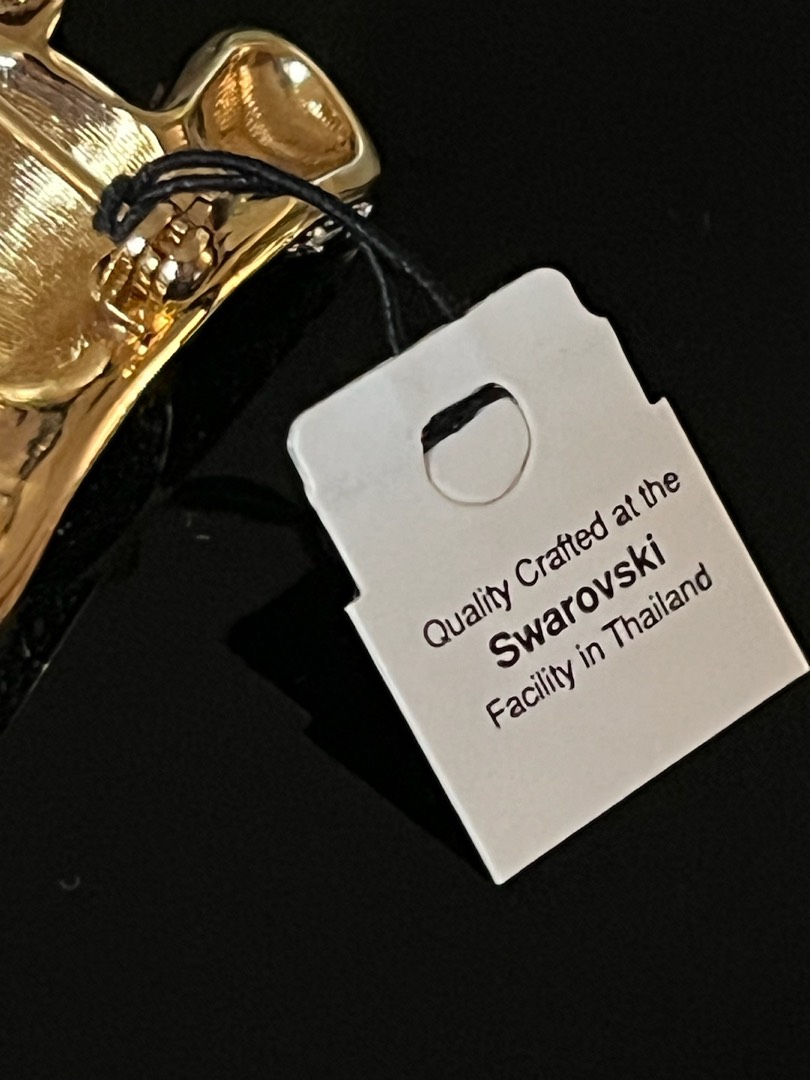 Quality Crafted at the
Swarovski
Facility in Thailand